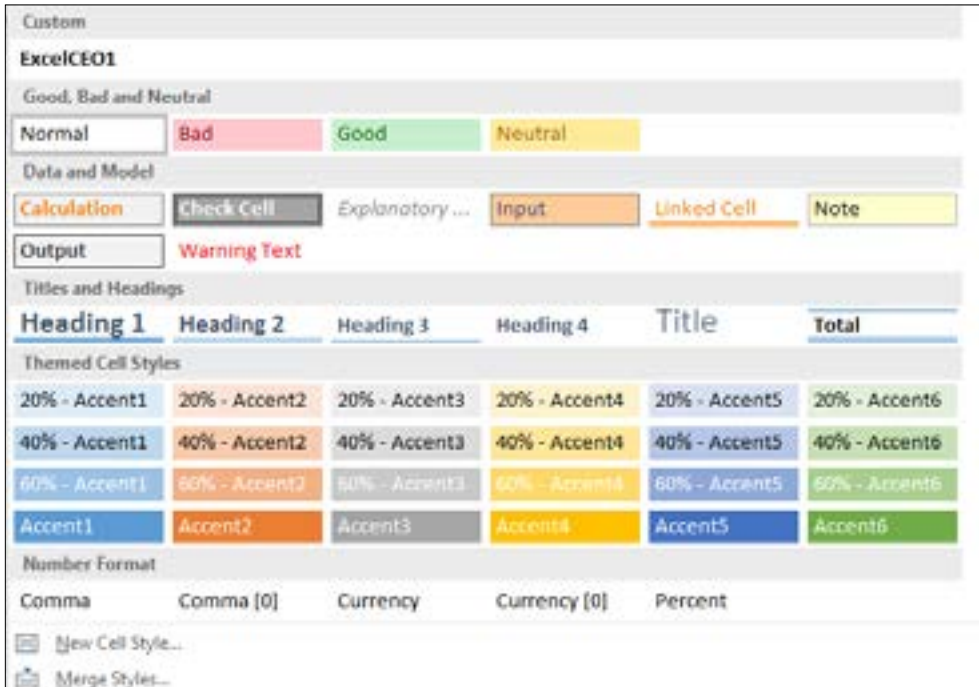 Custom
ExcelCEO1
Good, Bad and Neutral
Normal Bad Good Neutral
Data and Model
Calculation Check Cell Explanatory ... Input Linked Cell Note
Output Warning Text
Titles and Headings
Heading 1 Heading 2 Heading 3 Heading 4 Title Total
Themed Cell Styles
20% - Accent1 20% - Accent2 20% - Accent3 20% - Accent4 20% - Accent5 20% - Accent6
40% - Accent1 40% - Accent2 40% - Accent3 40% - Accent4 40% - Accent5 40% - Accent6
60% - Accent1 60% - Accent2 60% - Accent3 60% - Accent4 60% - Accent5 60% - Accent6
Accent1 Accent2 Accent3 Accent4 Accent5 Accent6
Number Format
Comma Comma [0] Currency Currency [0] Percent
New Cell Style...
Merge Styles...